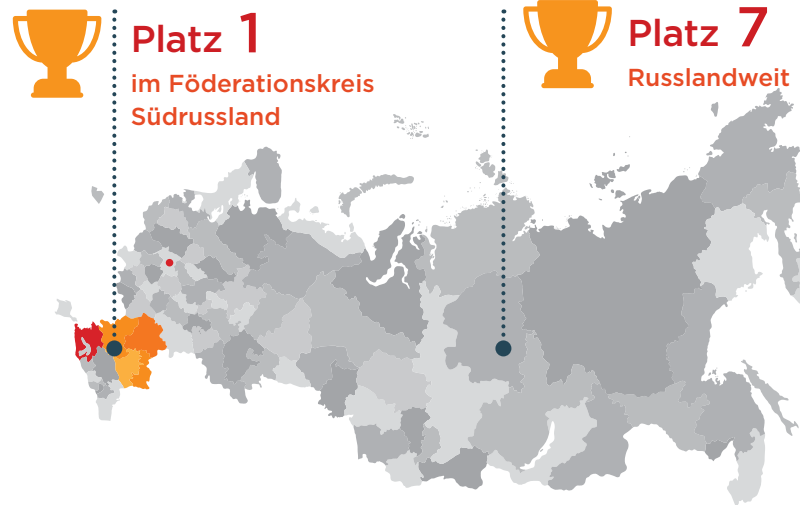 Platz 1
im Föderationskreis
Südrussland
Platz 7
Russlandweit